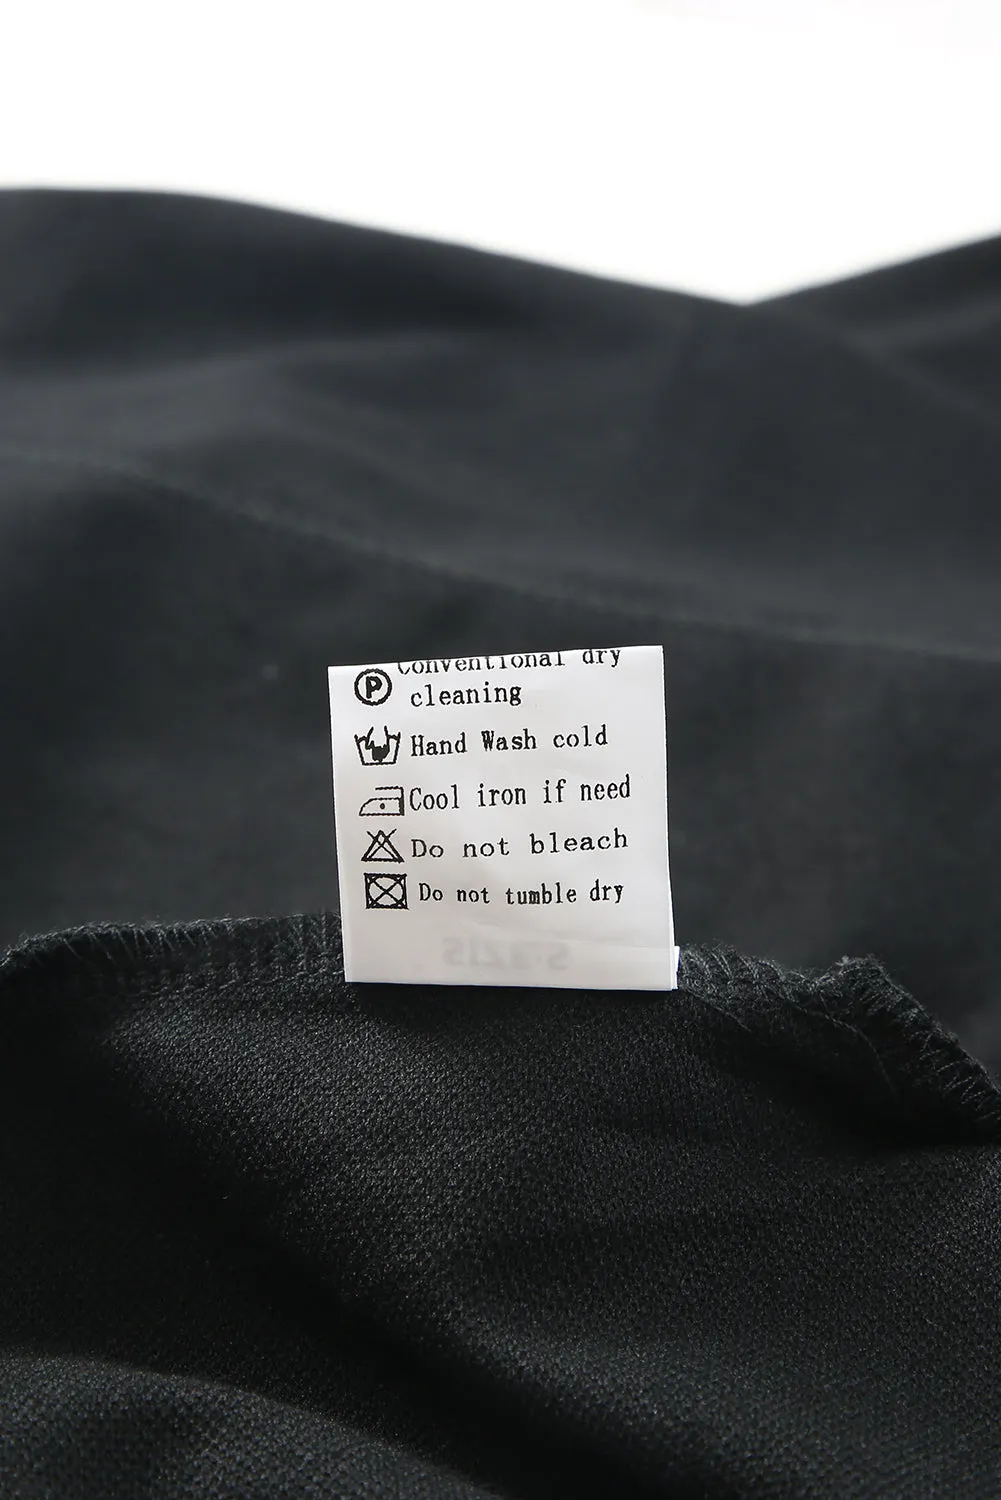 Conventional dry
cleaning
Hand Wash cold
Cool iron if need
Do not bleach
Do not tumble dry